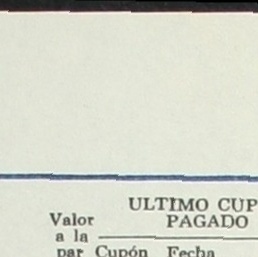 ULTIMO CUP
Valor PAGADO
a la
par Cupón Fecha